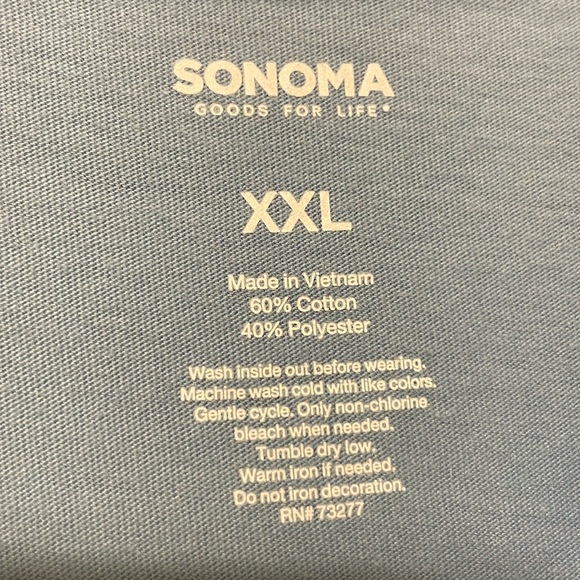 SONOMA
GOODS FOR LIFE®
XXL
Made in Vietnam
60% Cotton
40% Polyester
Wash inside out before wearing.
Machine wash cold with like colors.
Gentle cycle. Only non-chlorine
bleach when needed.
Tumble dry low.
Warm iron if needed.
Do not iron decoration.
RN# 73277